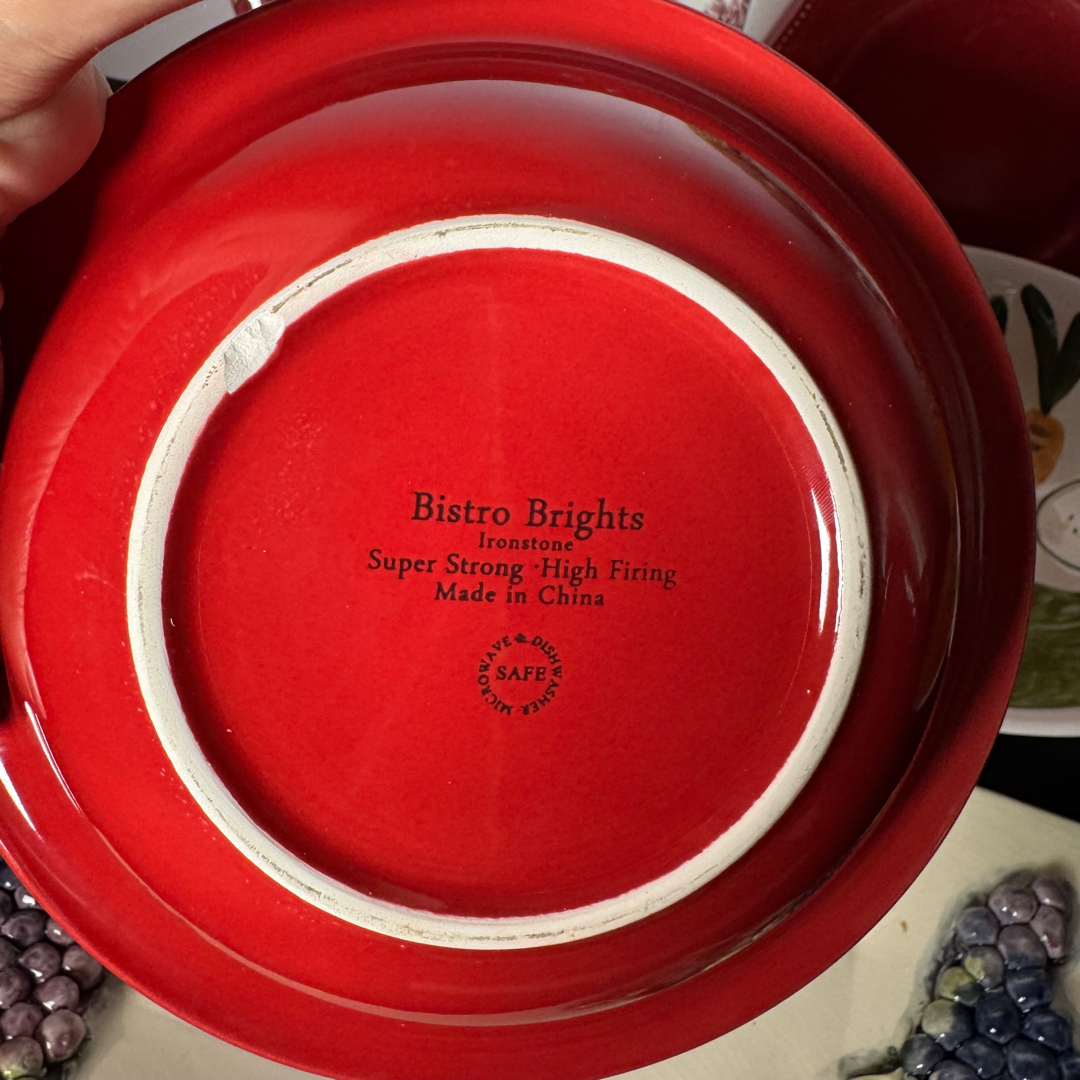 Bistro Brights
Ironstone
Super Strong · High Firing
Made in China
MICROWAVE & DISHWASHER
SAFE